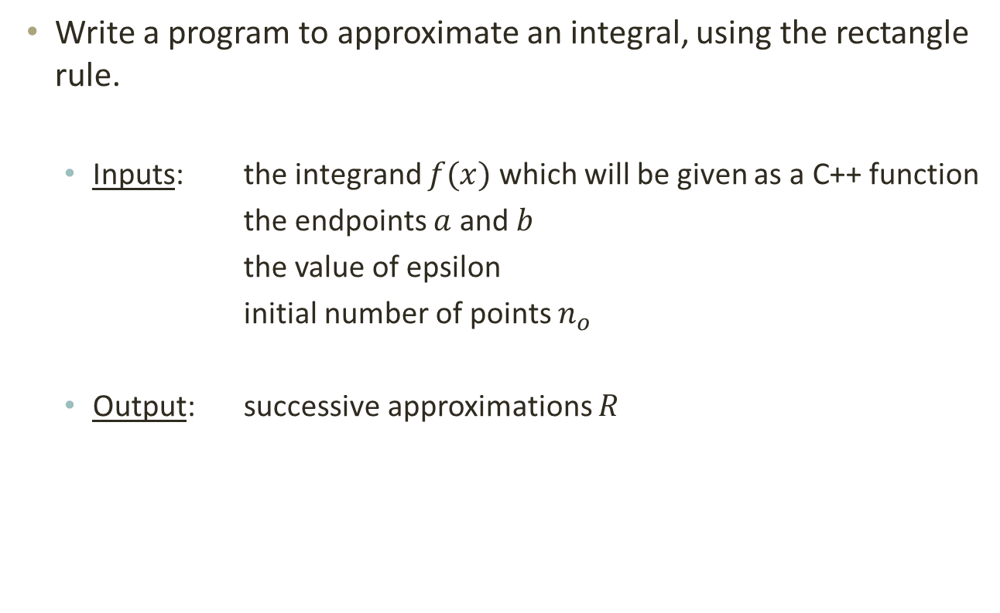 • Write a program to approximate an integral, using the rectangle
rule.
• Inputs: the integrand f(x) which will be given as a C++ function
the endpoints a and b
the value of epsilon
initial number of points nₒ
• Output: successive approximations R